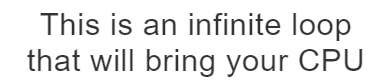 This is an infinite loop
that will bring your CPU